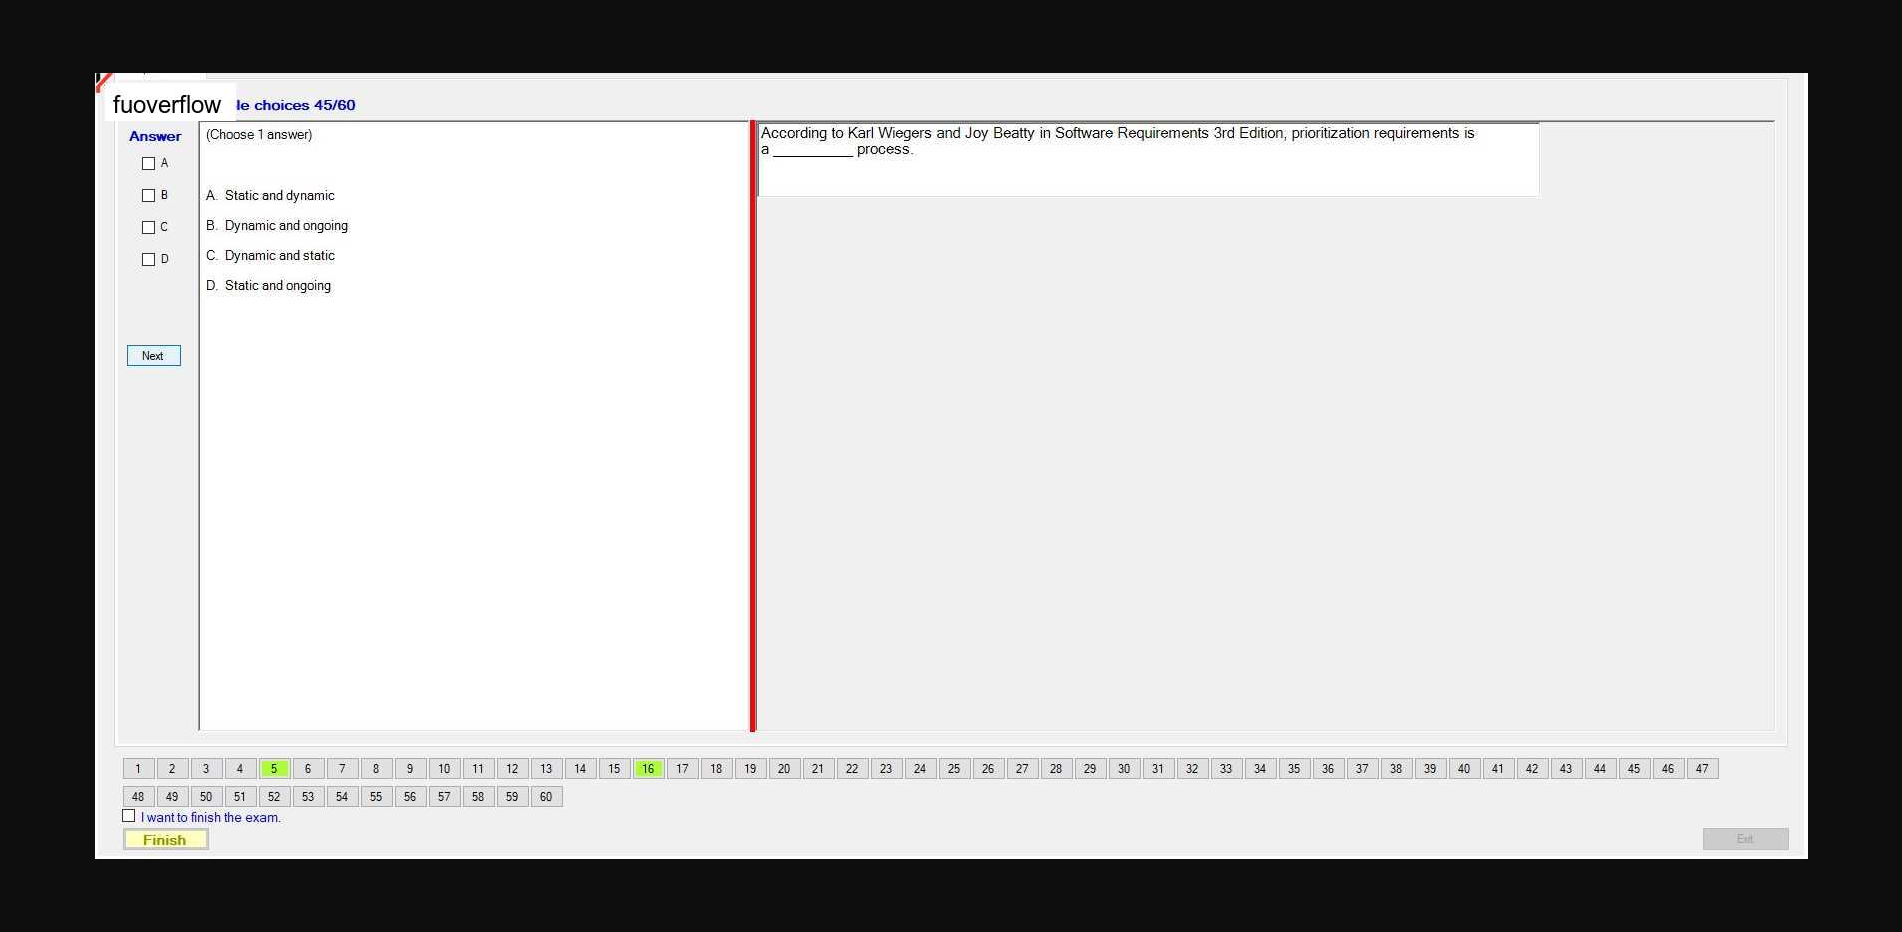 fuoverflow
le choices 45/60
Answer
(Choose 1 answer)
A
B
C
D
A. Static and dynamic
B. Dynamic and ongoing
C. Dynamic and static
D. Static and ongoing
Next
According to Karl Wiegers and Joy Beatty in Software Requirements 3rd Edition, prioritization requirements is
a __________ process.
1 2 3 4 5 6 7 8 9 10 11 12 13 14 15 16 17 18 19 20 21 22 23 24 25 26 27 28 29 30 31 32 33 34 35 36 37 38 39 40 41 42 43 44 45 46 47
48 49 50 51 52 53 54 55 56 57 58 59 60
I want to finish the exam.
Finish
Exit